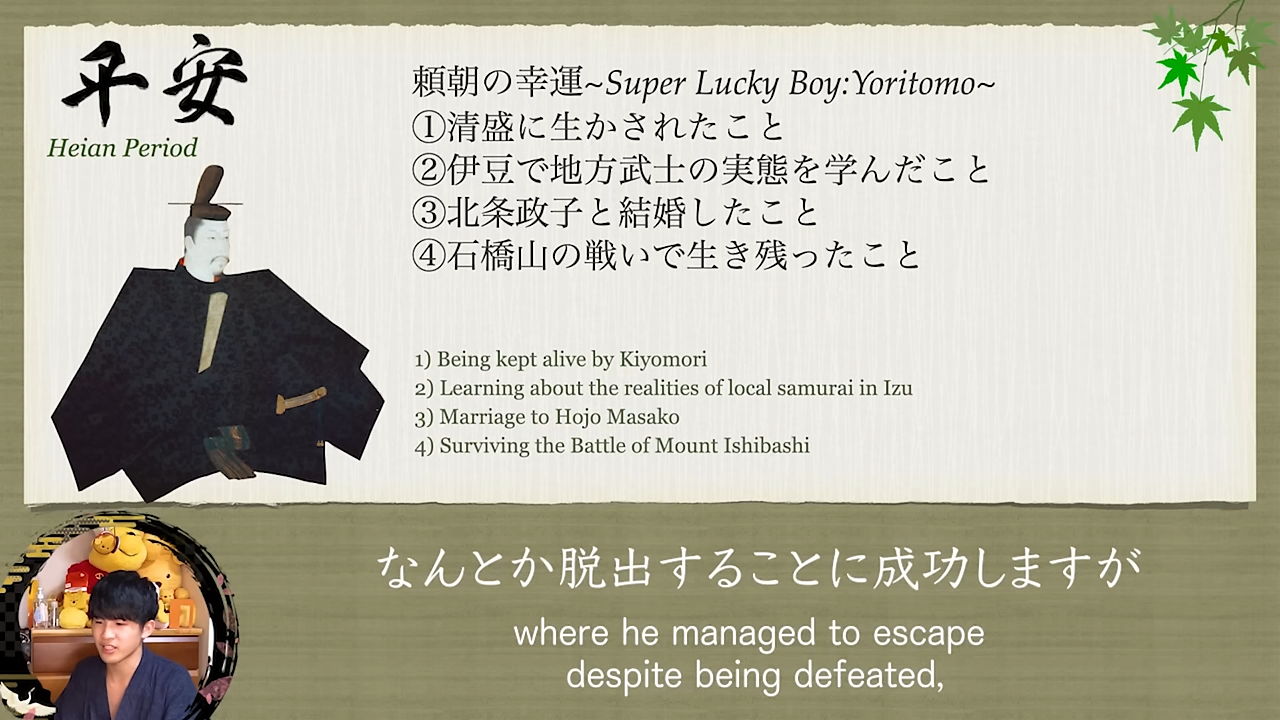 平安
Heian Period
頼朝の幸運~Super Lucky Boy:Yoritomo~
①清盛に生かされたこと
②伊豆で地方武士の実態を学んだこと
③北条政子と結婚したこと
④石橋山の戦いで生き残ったこと
1) Being kept alive by Kiyomori
2) Learning about the realities of local samurai in Izu
3) Marriage to Hojo Masako
4) Surviving the Battle of Mount Ishibashi
なんとか脱出することに成功しますが
where he managed to escape
despite being defeated,